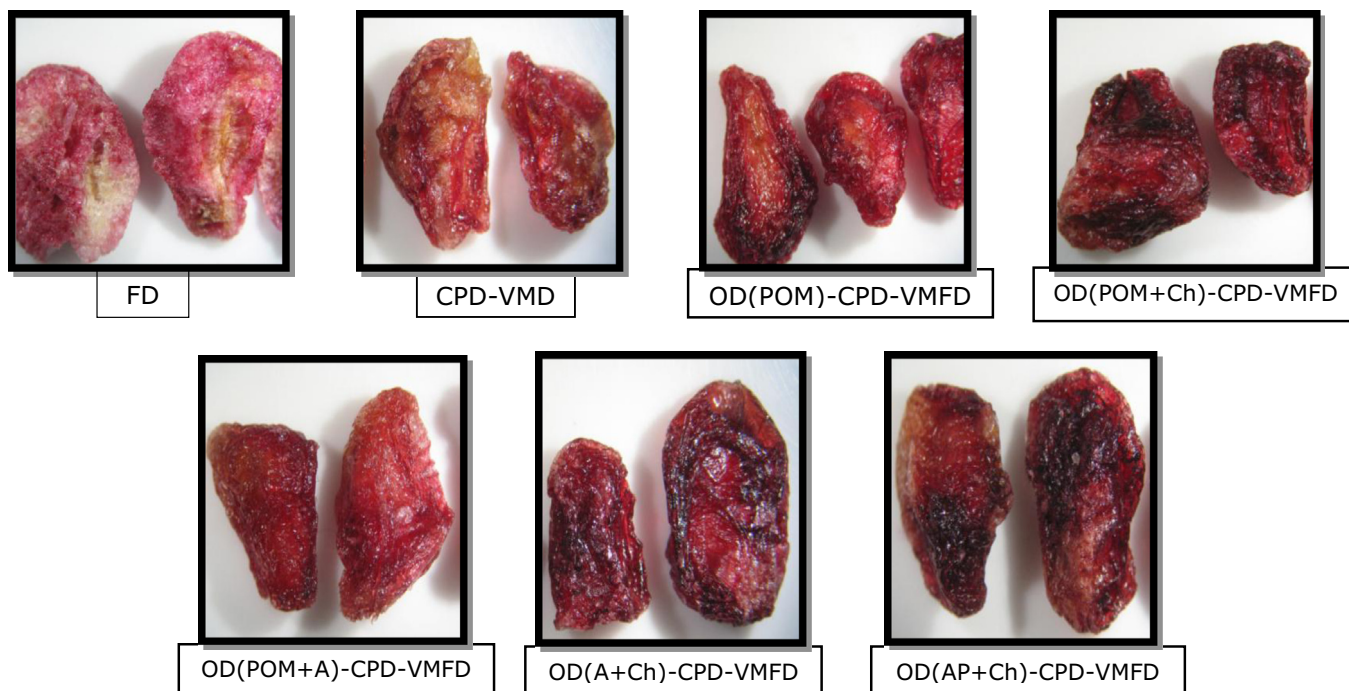 FD
CPD-VMD
OD(POM)-CPD-VMFD
OD(POM+Ch)-CPD-VMFD
OD(POM+A)-CPD-VMFD
OD(A+Ch)-CPD-VMFD
OD(AP+Ch)-CPD-VMFD